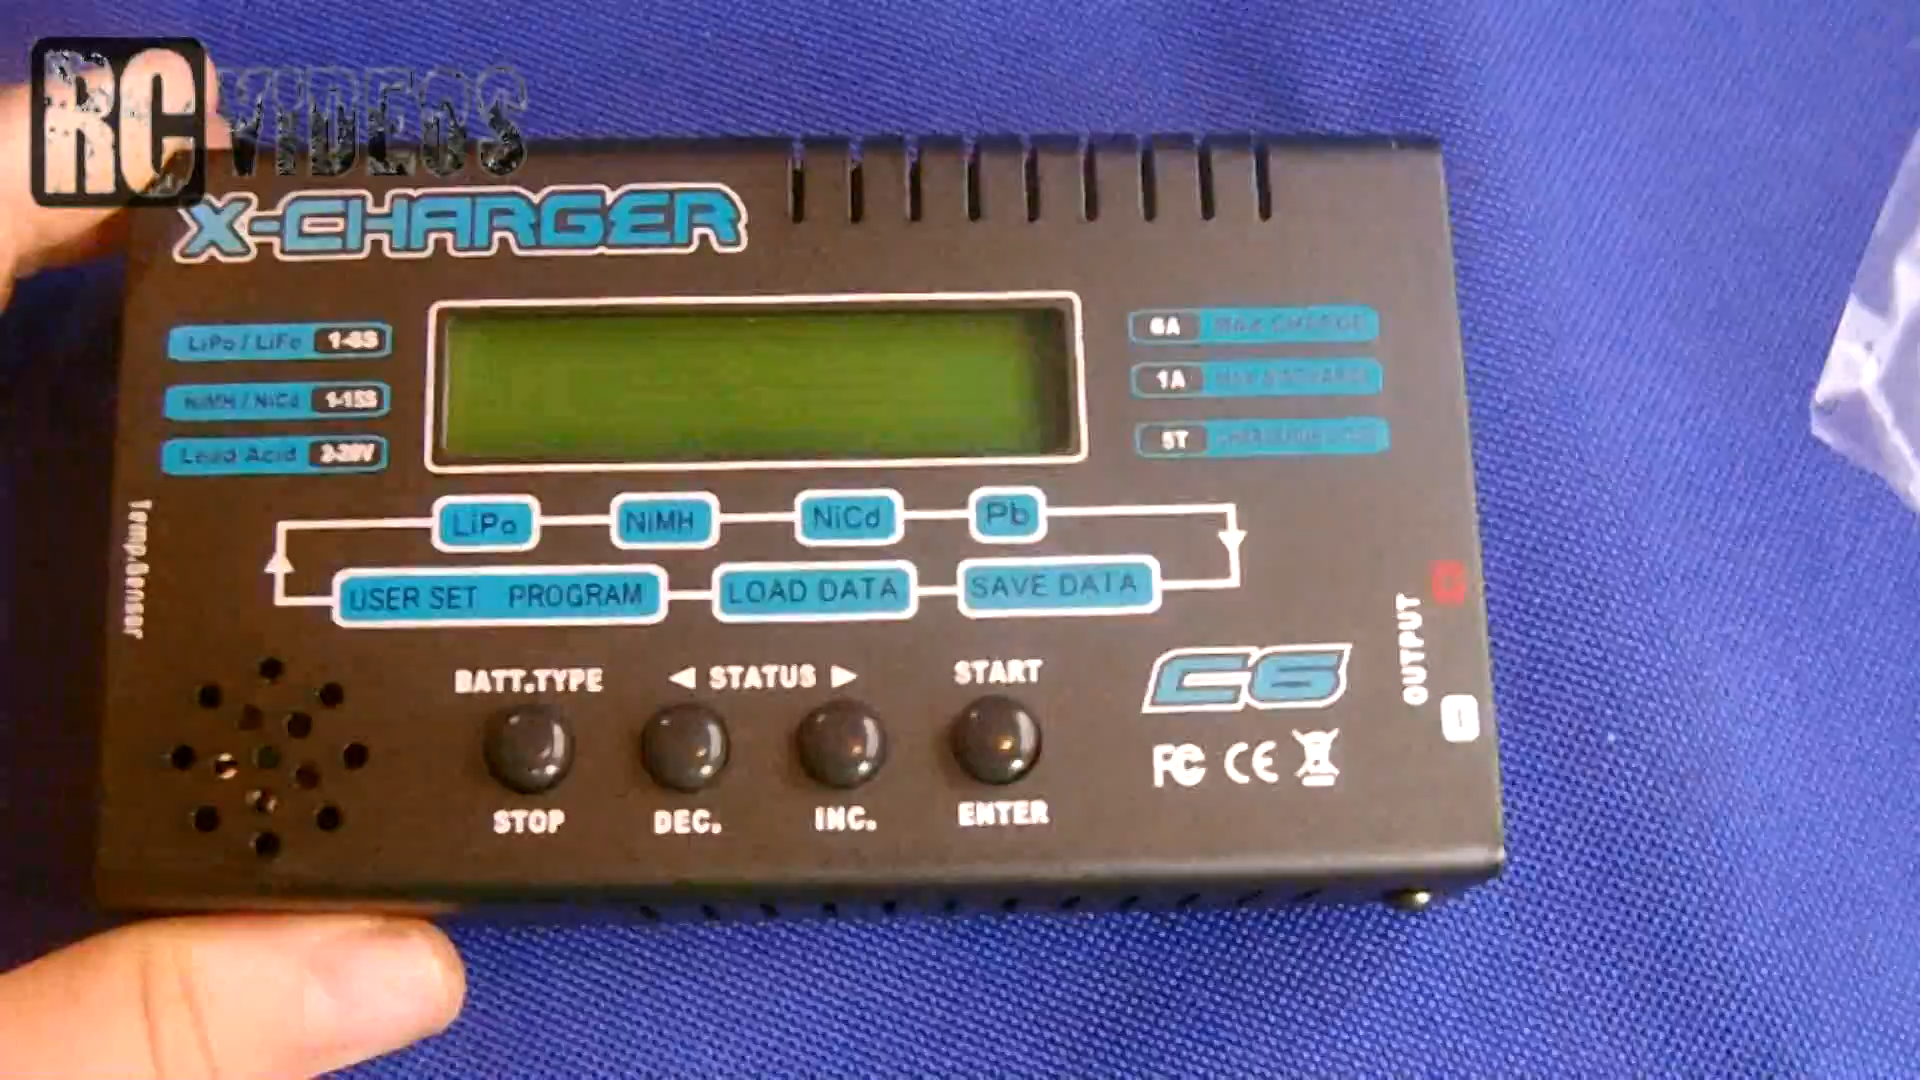 RC VIDEOS
X-CHARGER
LiPo / LiFe 1-6S
NiMH / NiCd 1-15S
Lead Acid 2-20V
6A MAX CHARGE
1A
5T
LiPo NiMH NiCd Pb
USER SET PROGRAM LOAD DATA SAVE DATA
Temp.Sensor
OUTPUT
BATT.TYPE ◀ STATUS ▶ START
C6
STOP DEC. INC. ENTER
FC CE